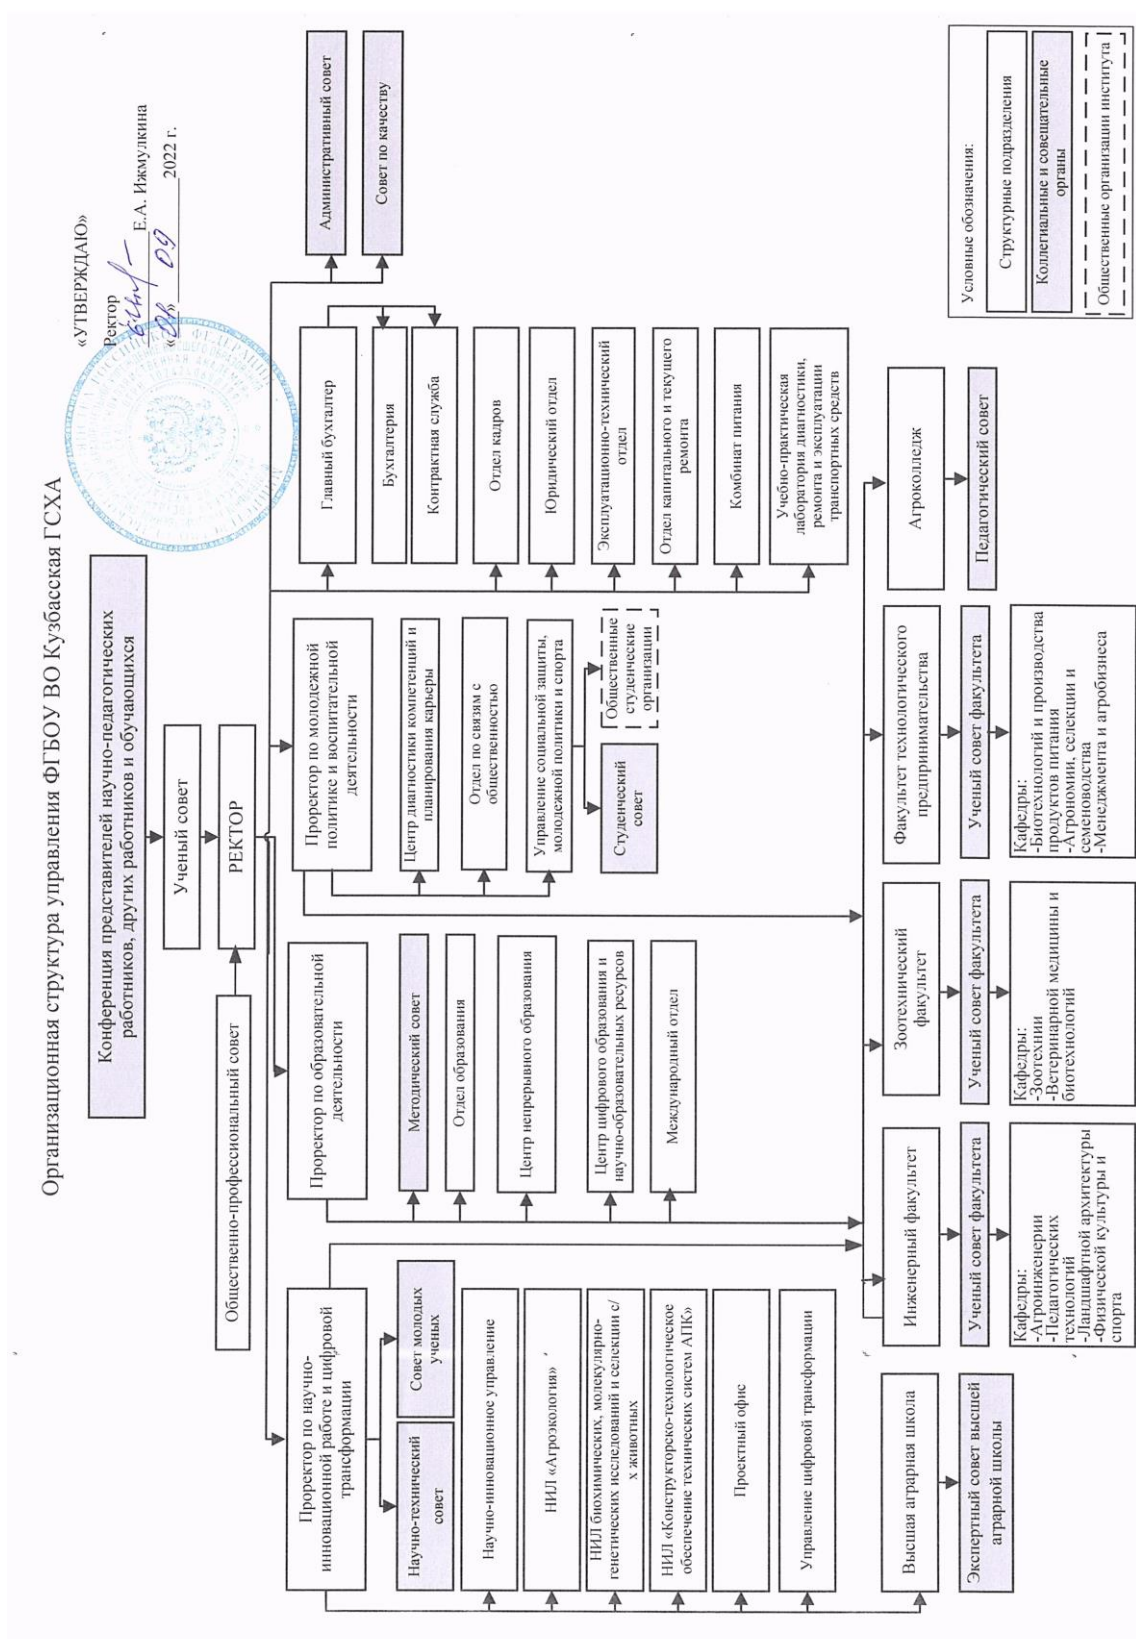 Организационная структура управления ФГБОУ ВО Кузбасская ГСХА
«УТВЕРЖДАЮ»
Ректор
Е.А. Ижмулкина
« » 09 2022 г.
Конференция представителей научно-педагогических
работников, других работников и обучающихся
Ученый совет
Общественно-профессиональный совет
РЕКТОР
Административный совет
Совет по качеству
Проректор по научно-
инновационной работе и цифровой
трансформации
Научно-технический
совет
Совет молодых
ученых
Научно-инновационное управление
НИЛ «Агроэкология»
НИЛ биохимических, молекулярно-
генетических исследований и селекции с/
х животных
НИЛ «Конструкторско-технологическое
обеспечение технических систем АПК»
Проектный офис
Управление цифровой трансформации
Проректор по образовательной
деятельности
Методический совет
Отдел образования
Центр непрерывного образования
Центр цифрового образования и
научно-образовательных ресурсов
Международный отдел
Проректор по молодежной
политике и воспитательной
деятельности
Центр диагностики компетенций и
планирования карьеры
Отдел по связям с
общественностью
Управление социальной защиты,
молодежной политики и спорта
Студенческий
совет
Общественные
студенческие
организации
Главный бухгалтер
Бухгалтерия
Контрактная служба
Отдел кадров
Юридический отдел
Эксплуатационно-технический
отдел
Отдел капитального и текущего
ремонта
Комбинат питания
Учебно-практическая
лаборатория диагностики,
ремонта и эксплуатации
транспортных средств
Высшая аграрная школа
Экспертный совет высшей
аграрной школы
Инженерный факультет
Ученый совет факультета
Кафедры:
-Агроинженерии
-Педагогических
технологий
-Ландшафтной архитектуры
-Физической культуры и
спорта
Зоотехнический
факультет
Ученый совет факультета
Кафедры:
-Зоотехнии
-Ветеринарной медицины и
биотехнологий
Факультет технологического
предпринимательства
Ученый совет факультета
Кафедры:
-Биотехнологий и производства
продуктов питания
-Агрономии, селекции и
семеноводства
-Менеджмента и агробизнеса
Агроколледж
Педагогический совет
Условные обозначения:
Структурные подразделения
Коллегиальные и совещательные
органы
Общественные организации института